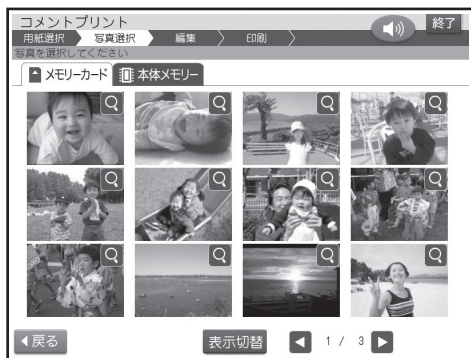 コメントプリント
終了
用紙選択 写真選択 編集 印刷
写真を選択してください
メモリーカード 本体メモリー
戻る 表示切替 1 / 3